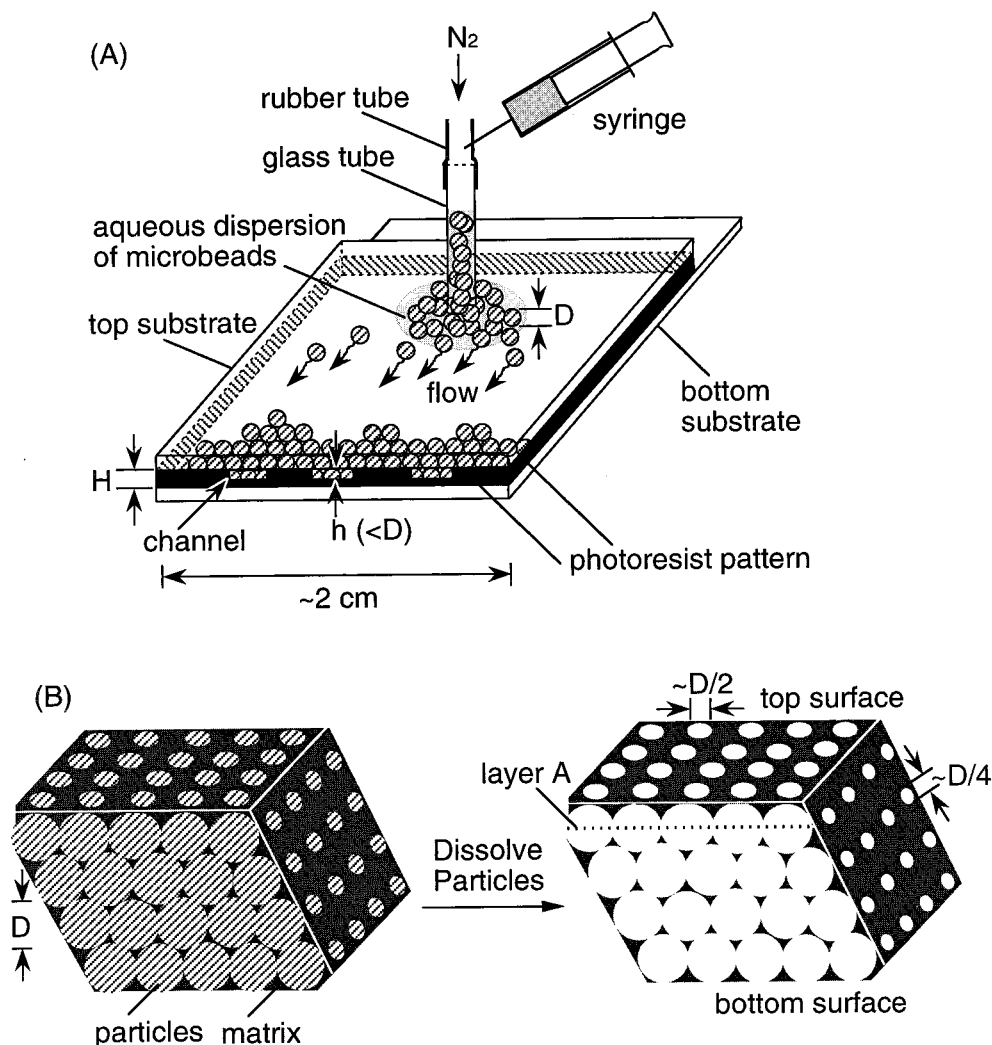 (A)
N2
rubber tube
syringe
glass tube
aqueous dispersion
of microbeads
D
top substrate
flow
bottom
substrate
H
channel
h (<D)
photoresist pattern
~2 cm
(B)
~D/2
top surface
layer A
~D/4
Dissolve
Particles
D
particles
matrix
bottom surface